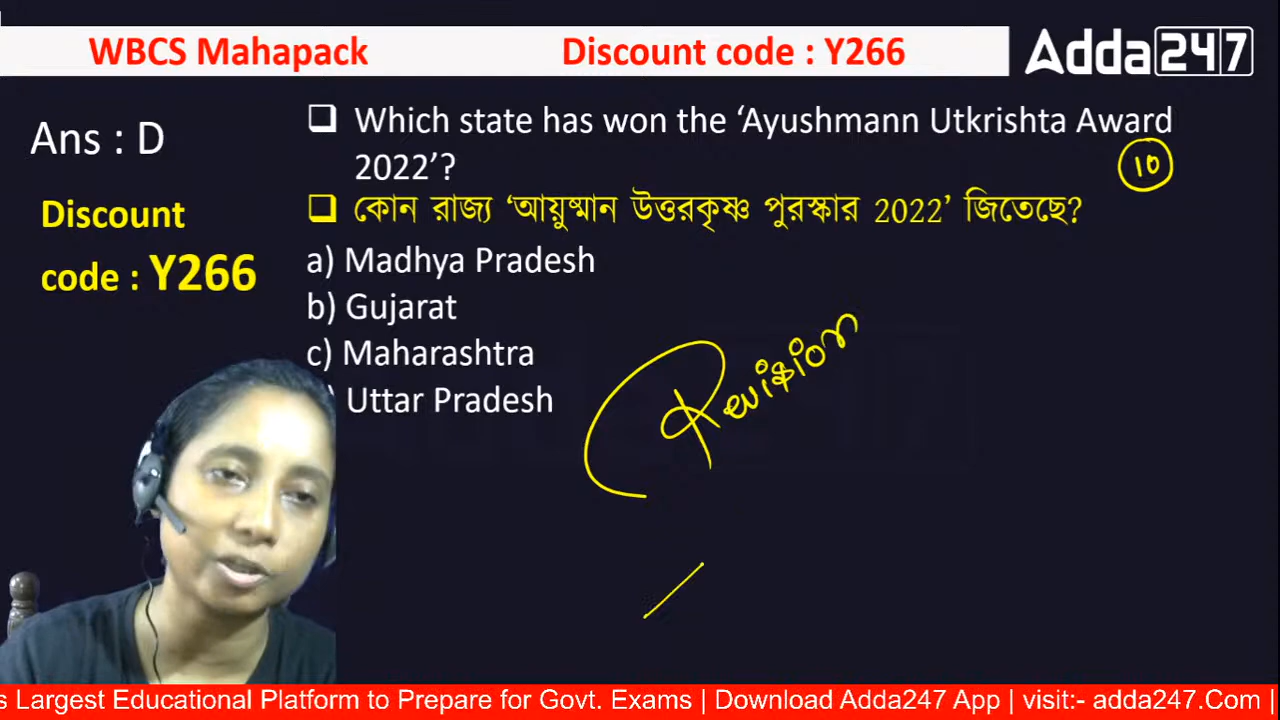 WBCS Mahapack
Discount code : Y266
Adda247
Ans : D
Discount
code : Y266
Which state has won the ‘Ayushmann Utkrishta Award
2022’?
10
কোন রাজ্য ‘আয়ুষ্মান উত্তরকৃষ্ণ পুরস্কার 2022’ জিতেছে?
a) Madhya Pradesh
b) Gujarat
c) Maharashtra
Uttar Pradesh
Revision
s Largest Educational Platform to Prepare for Govt. Exams | Download Adda247 App | visit:- adda247.Com |